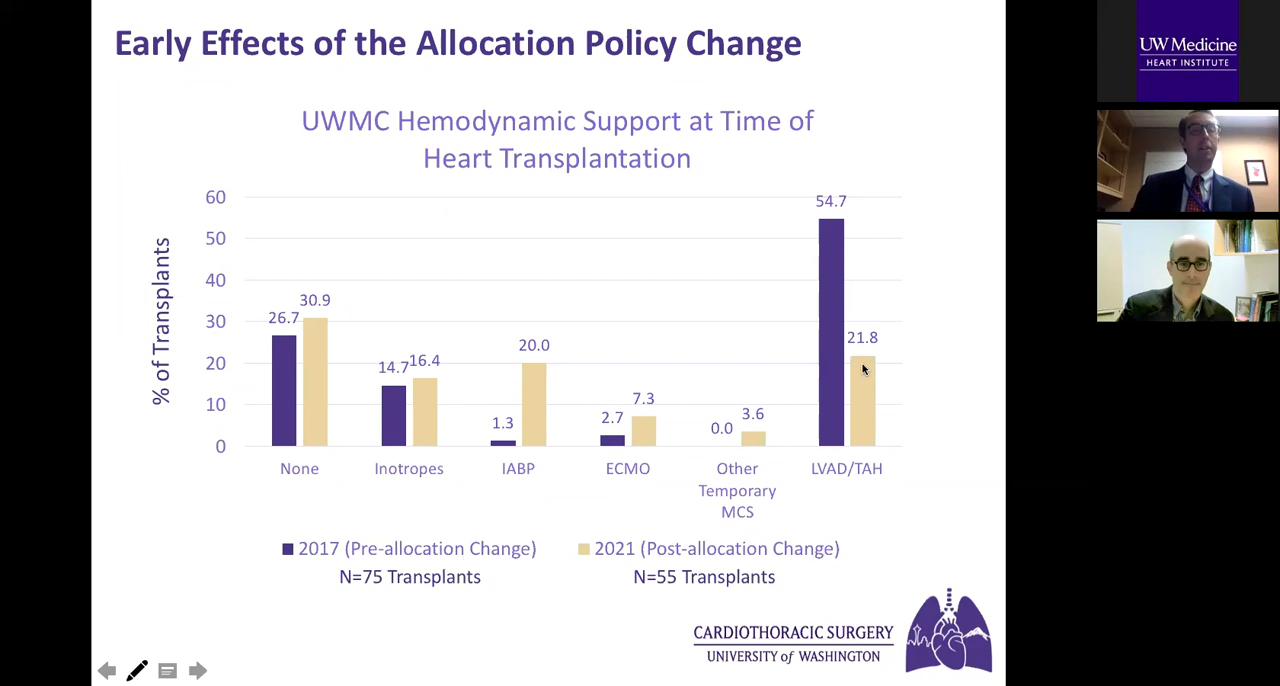 Early Effects of the Allocation Policy Change
UWMC Hemodynamic Support at Time of
Heart Transplantation
% of Transplants
60
50
40
30
20
10
0
26.7
30.9
14.7
16.4
1.3
20.0
2.7
7.3
0.0
3.6
54.7
21.8
None
Inotropes
IABP
ECMO
Other
Temporary
MCS
LVAD/TAH
2017 (Pre-allocation Change)
N=75 Transplants
2021 (Post-allocation Change)
N=55 Transplants
CARDIOTHORACIC SURGERY
UNIVERSITY of WASHINGTON
UW Medicine
HEART INSTITUTE